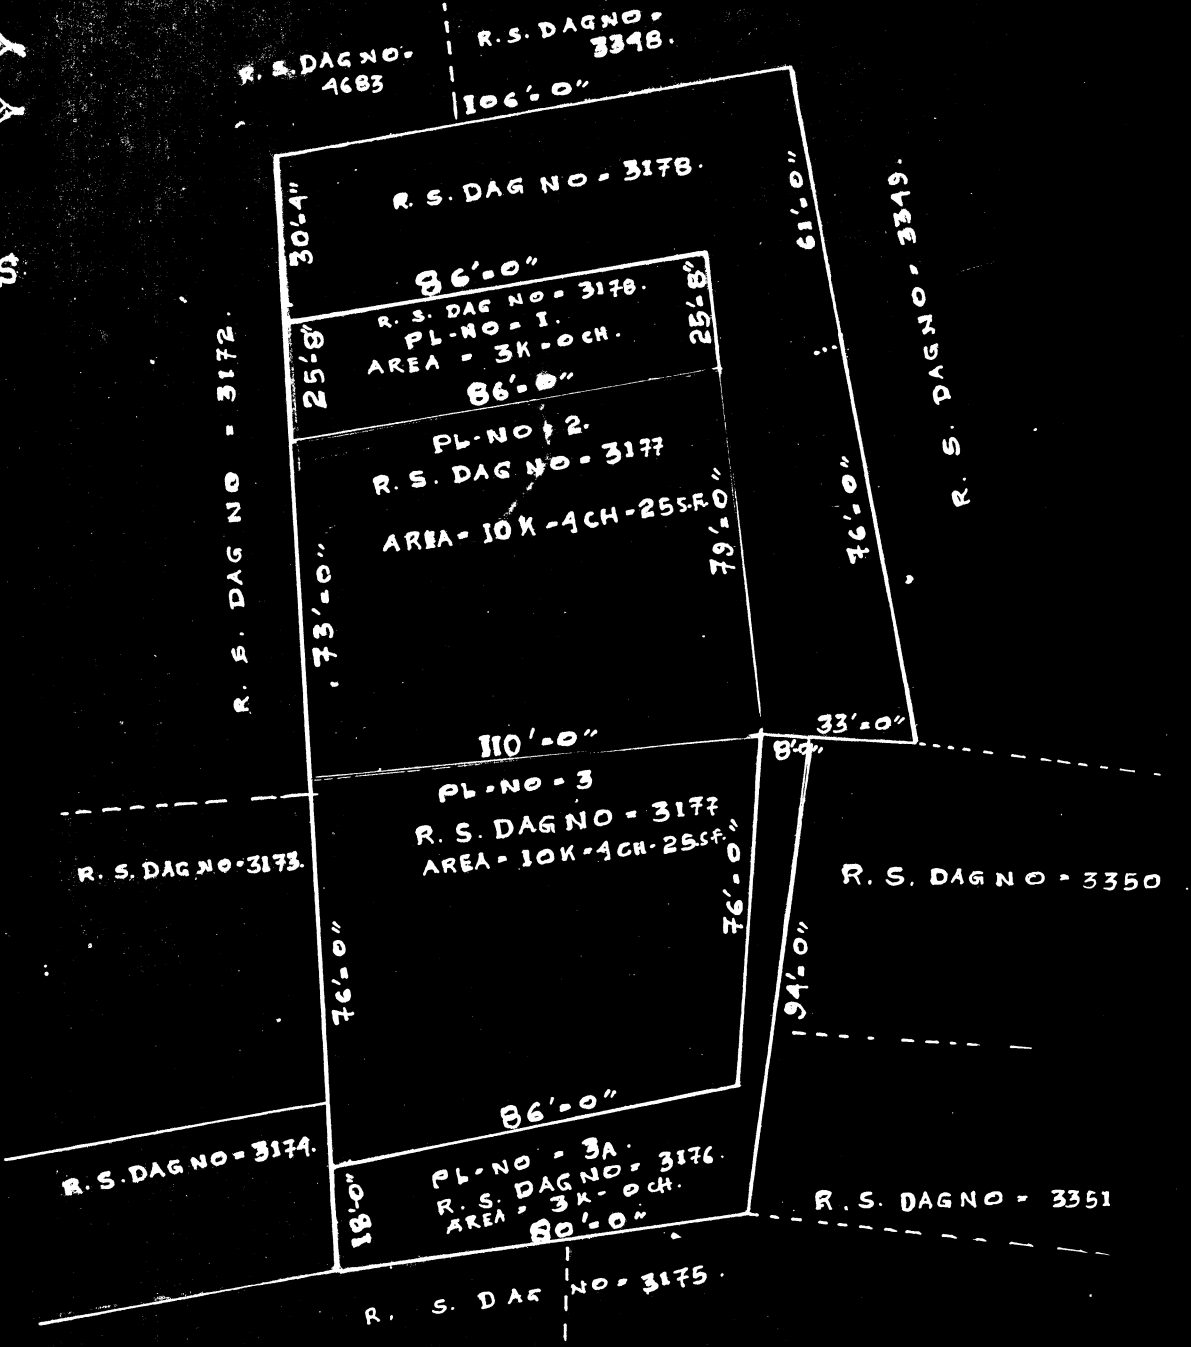 R. S. DAG NO.
4683
R. S. DAG NO.
3348.
106'-0"
R. S. DAG NO - 3178.
30'-4"
61'-0"
R. S. DAG NO - 3349.
86'-0"
R. S. DAG NO - 3178.
PL-NO - 1.
AREA - 3K-0CH.
25'-8"
25'-8"
86'-0"
R. S. DAG NO - 3172.
PL-NO - 2.
R. S. DAG NO - 3177
AREA - 10K-4CH-25S.F.
73'-0"
79'-0"
76'-0"
110'-0"
33'-0"
8'-0"
PL-NO - 3
R. S. DAG NO - 3177
AREA - 10K-4CH-25S.F.
R. S. DAG NO-3173.
R. S. DAG NO - 3350
76'-0"
76'-0"
94'-0"
86'-0"
R. S. DAG NO - 3174.
PL-NO - 3A.
R. S. DAG NO - 3176.
AREA - 3K-0CH.
18'-0"
80'-0"
R. S. DAG NO - 3351
R. S. DAG NO - 3175.